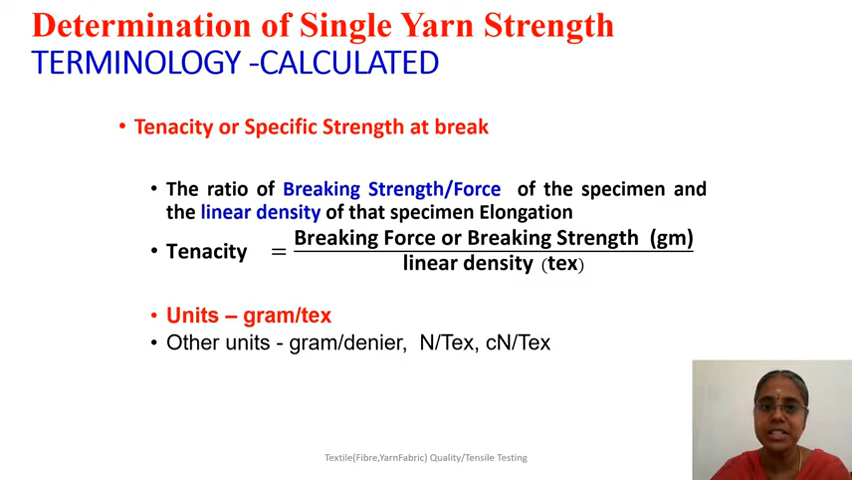 Determination of Single Yarn Strength
TERMINOLOGY -CALCULATED
• Tenacity or Specific Strength at break
• The ratio of Breaking Strength/Force of the specimen and
the linear density of that specimen Elongation
• Tenacity = Breaking Force or Breaking Strength (gm)
linear density (tex)
• Units – gram/tex
• Other units - gram/denier, N/Tex, cN/Tex
Textile(Fibre,YarnFabric) Quality/Tensile Testing